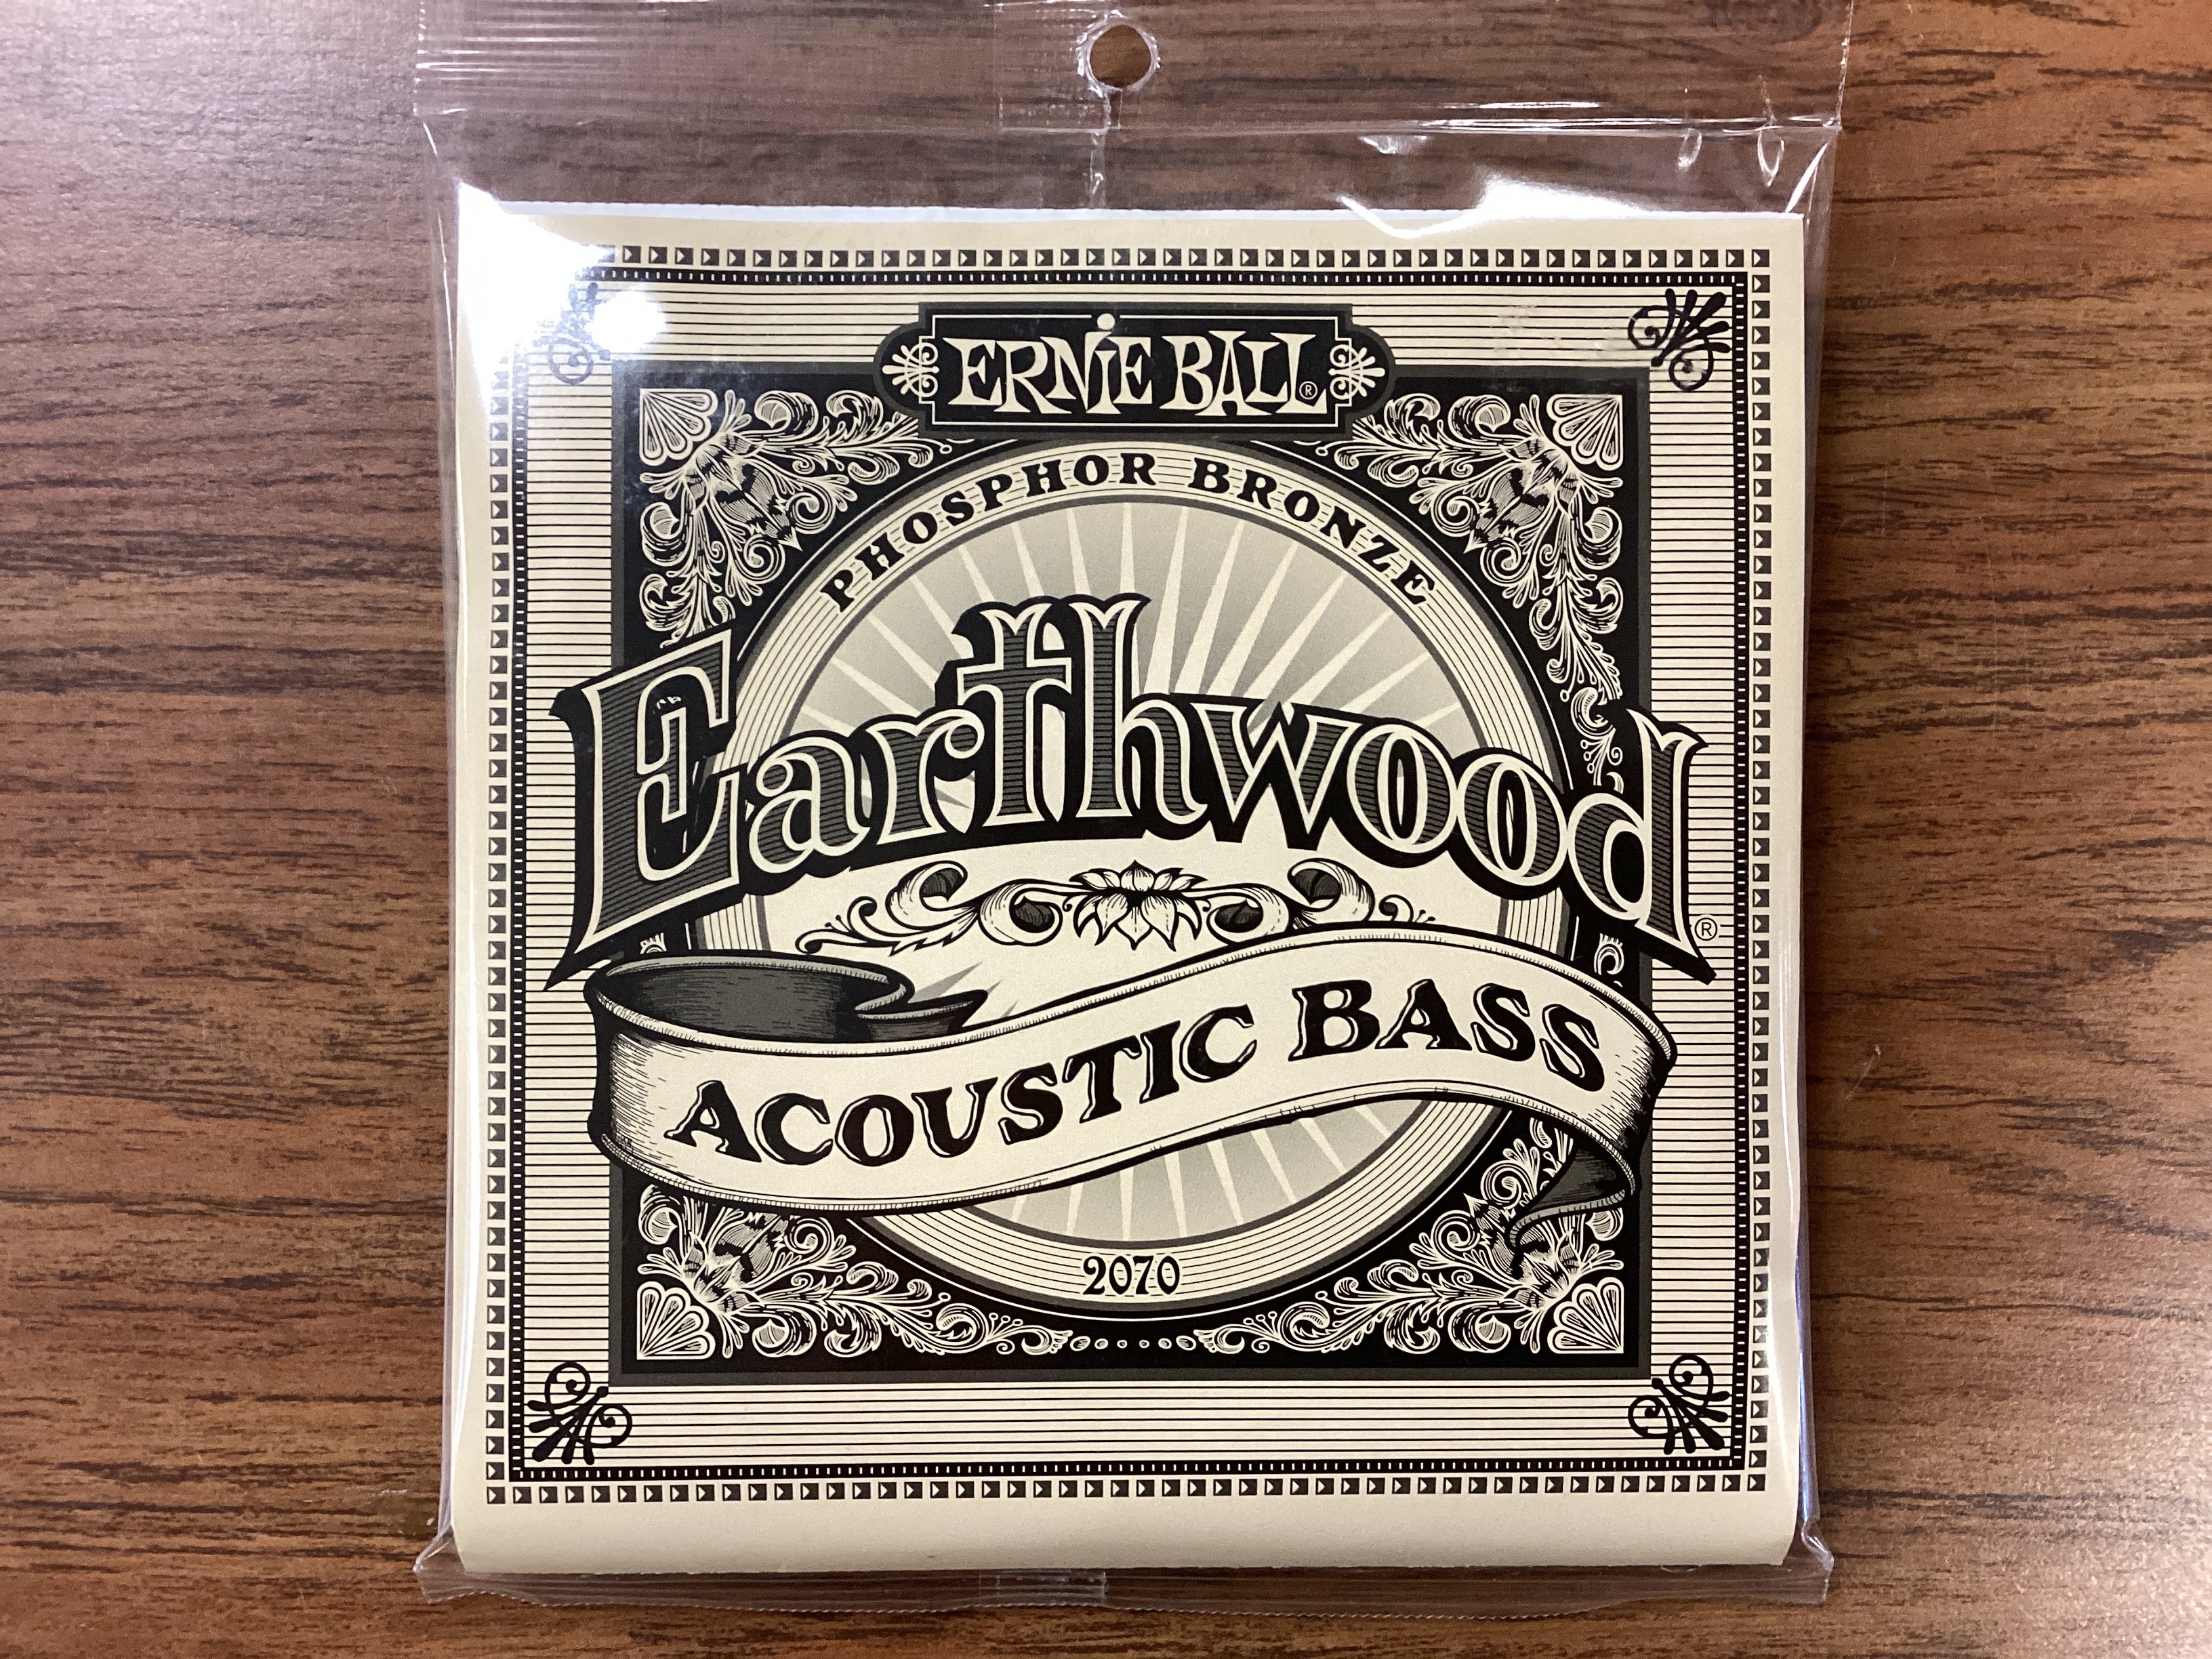 ERNiE BALL®
PHOSPHOR BRONZE
Earthwood®
ACOUSTIC BASS
2070